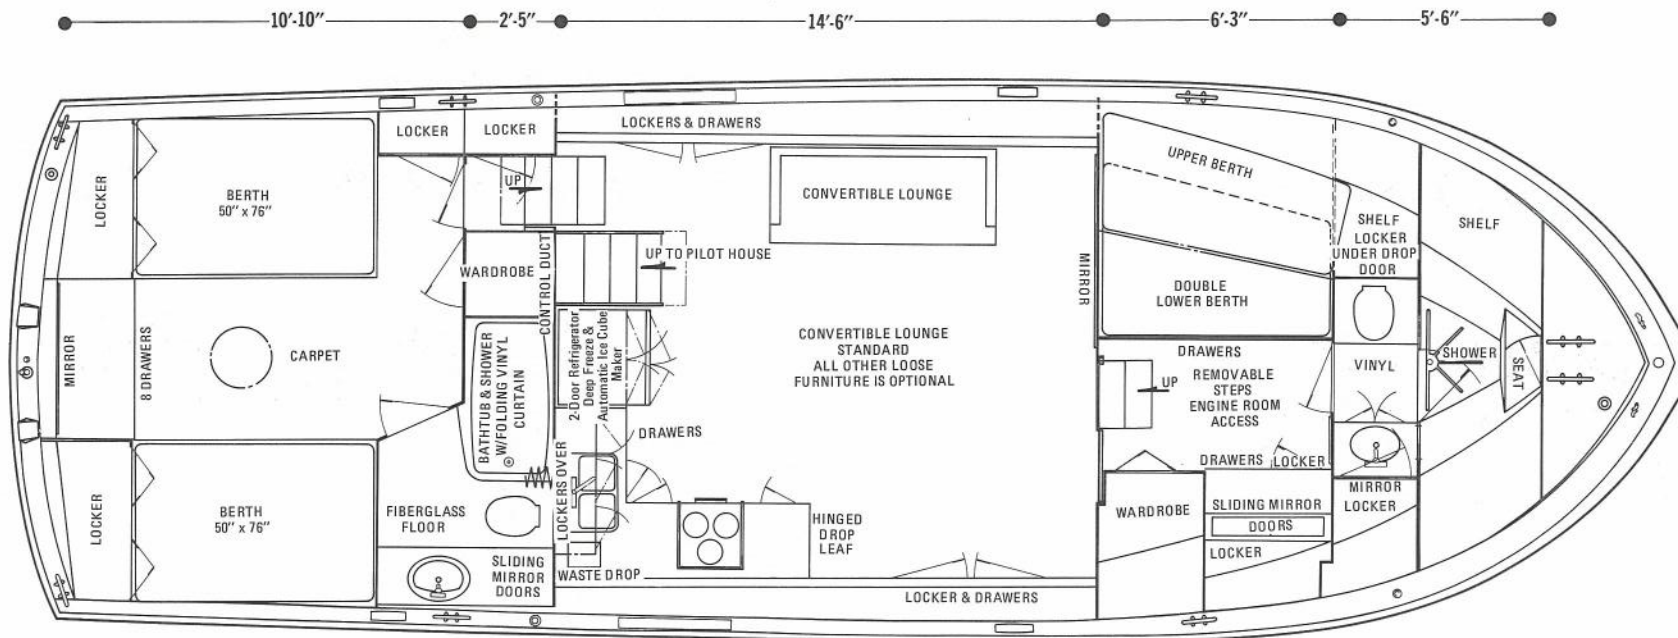 10'-10"
2'-5"
14'-6"
6'-3"
5'-6"
LOCKER
BERTH
50" x 76"
LOCKER
LOCKER
UP
WARDROBE
CONTROL DUCT
MIRROR
8 DRAWERS
CARPET
BATHTUB & SHOWER
W/FOLDING VINYL
CURTAIN
LOCKER
BERTH
50" x 76"
FIBERGLASS
FLOOR
SLIDING
MIRROR
DOORS
LOCKERS & DRAWERS
CONVERTIBLE LOUNGE
UP TO PILOT HOUSE
2-Door Refrigerator
Deep Freeze &
Automatic Ice Cube
Maker
CONVERTIBLE LOUNGE
STANDARD
ALL OTHER LOOSE
FURNITURE IS OPTIONAL
DRAWERS
LOCKERS OVER
WASTE DROP
HINGED
DROP
LEAF
LOCKER & DRAWERS
MIRROR
UPPER BERTH
DOUBLE
LOWER BERTH
SHELF
LOCKER
UNDER DROP
DOOR
SHELF
DRAWERS
UP
REMOVABLE
STEPS
ENGINE ROOM
ACCESS
DRAWERS
LOCKER
VINYL
SHOWER
SEAT
WARDROBE
SLIDING MIRROR
DOORS
LOCKER
MIRROR
LOCKER